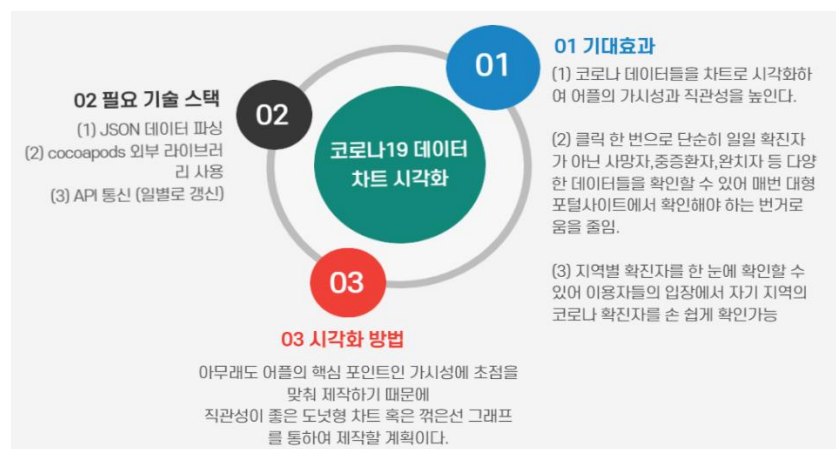 코로나19 데이터
차트 시각화
01
01 기대효과
(1) 코로나 데이터들을 차트로 시각화하
여 어플의 가시성과 직관성을 높인다.
(2) 클릭 한 번으로 단순히 일일 확진자
가 아닌 사망자,중증환자,완치자 등 다양
한 데이터들을 확인할 수 있어 매번 대형
포털사이트에서 확인해야 하는 번거로
움을 줄임.
(3) 지역별 확진자를 한 눈에 확인할 수
있어 이용자들의 입장에서 자기 지역의
코로나 확진자를 손 쉽게 확인가능
02
02 필요 기술 스택
(1) JSON 데이터 파싱
(2) cocoapods 외부 라이브러
리 사용
(3) API 통신 (일별로 갱신)
03
03 시각화 방법
아무래도 어플의 핵심 포인트인 가시성에 초점을
맞춰 제작하기 때문에
직관성이 좋은 도넛형 차트 혹은 꺾은선 그래프
를 통하여 제작할 계획이다.